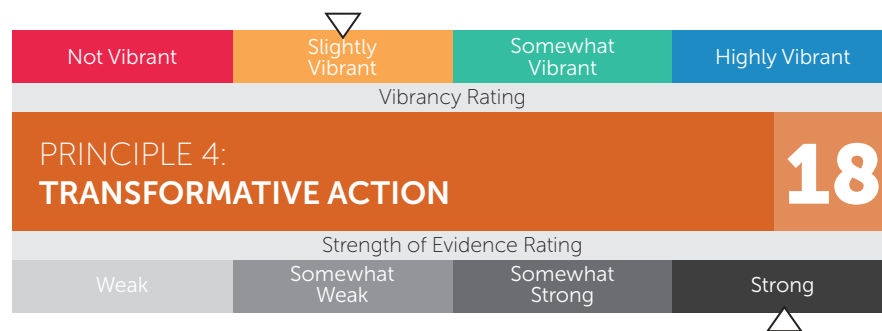 Not Vibrant
Slightly
Vibrant
Somewhat
Vibrant
Highly Vibrant
Vibrancy Rating
PRINCIPLE 4:
TRANSFORMATIVE ACTION
18
Strength of Evidence Rating
Weak
Somewhat
Weak
Somewhat
Strong
Strong